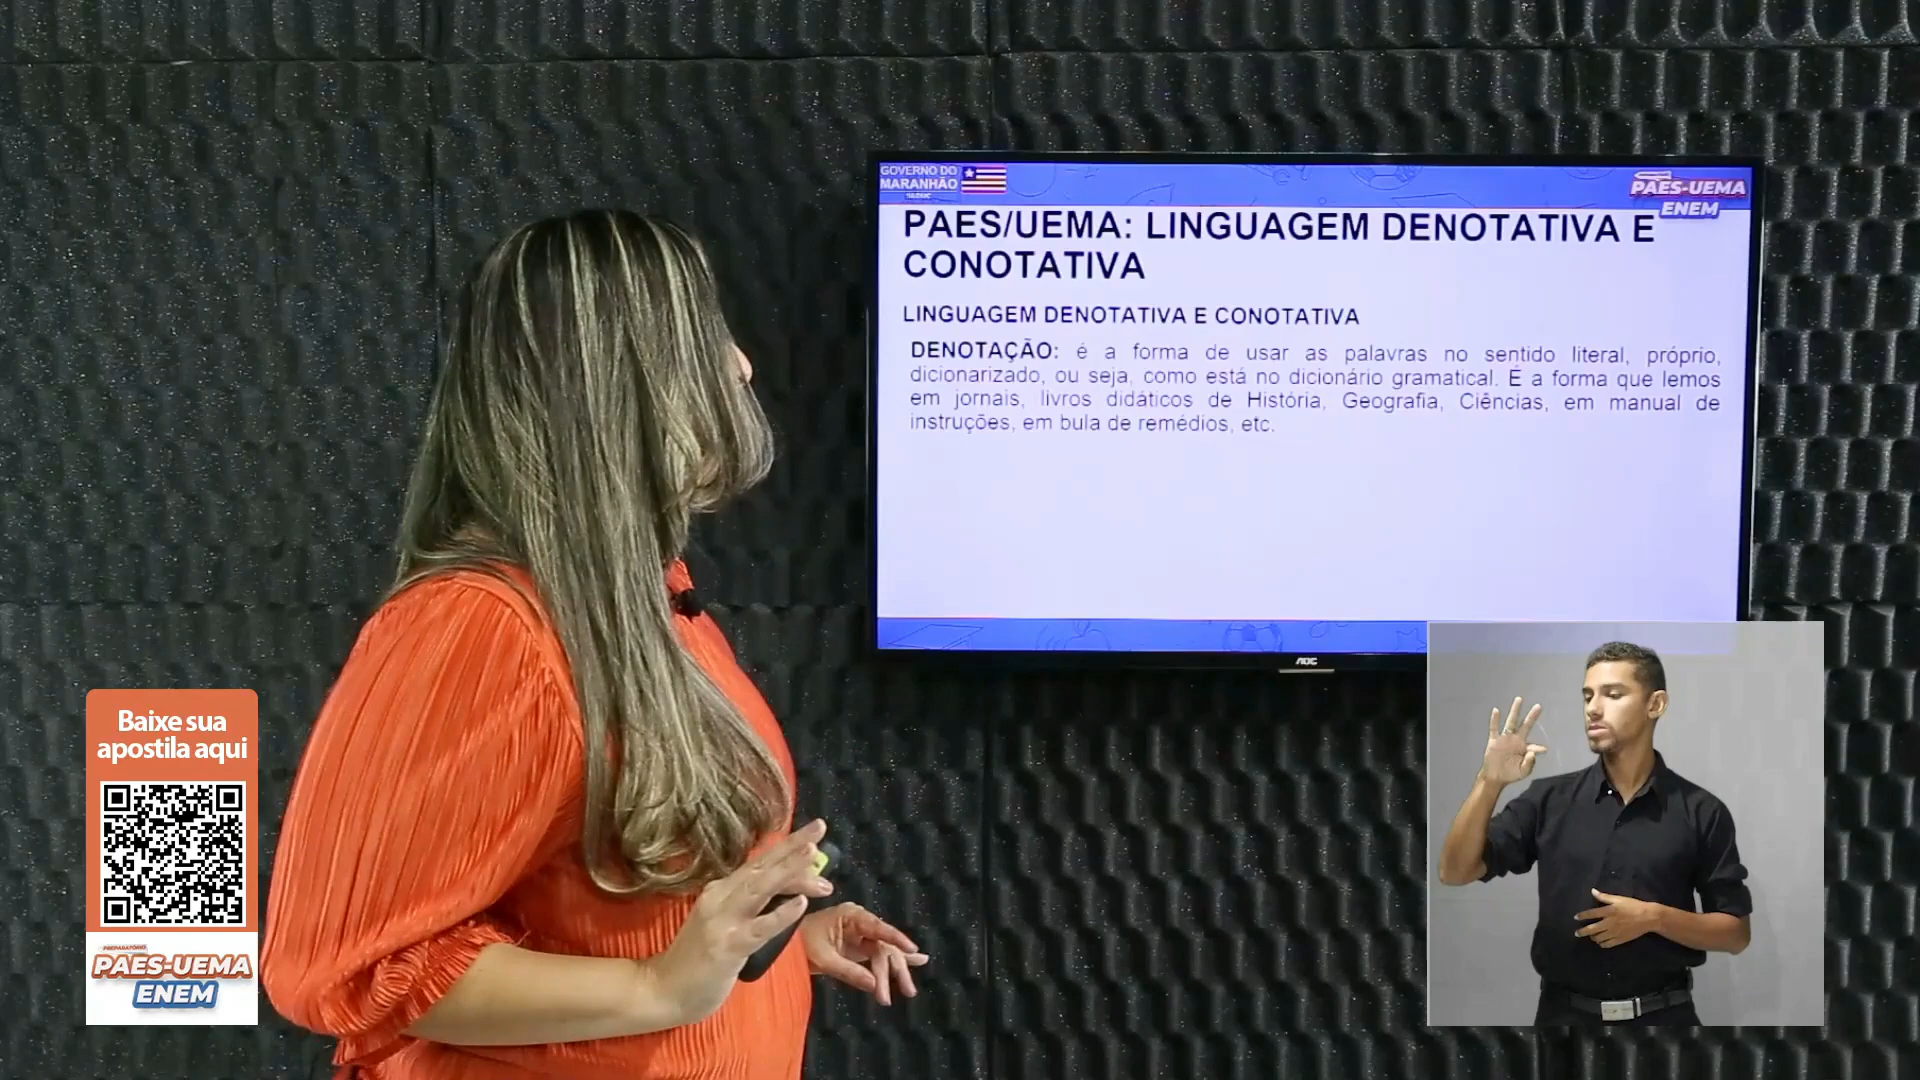 GOVERNO DO
MARANHÃO
PAES-UEMA
ENEM
PAES/UEMA: LINGUAGEM DENOTATIVA E
CONOTATIVA
LINGUAGEM DENOTATIVA E CONOTATIVA
DENOTAÇÃO: é a forma de usar as palavras no sentido literal, próprio,
dicionarizado, ou seja, como está no dicionário gramatical. É a forma que lemos
em jornais, livros didáticos de História, Geografia, Ciências, em manual de
instruções, em bula de remédios, etc.
AOC
Baixe sua
apostila aqui
PREPARATÓRIO
PAES-UEMA
ENEM